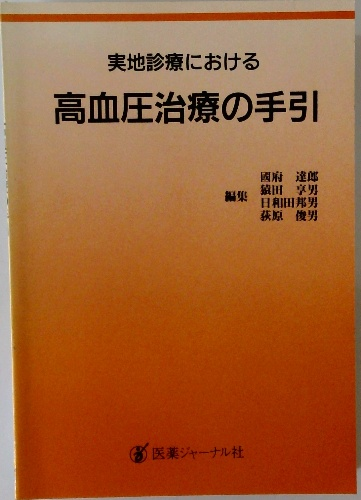 実地診療における
高血圧治療の手引
編集
國府 達郎
猿田 享男
日和田邦男
荻原 俊男
医薬ジャーナル社